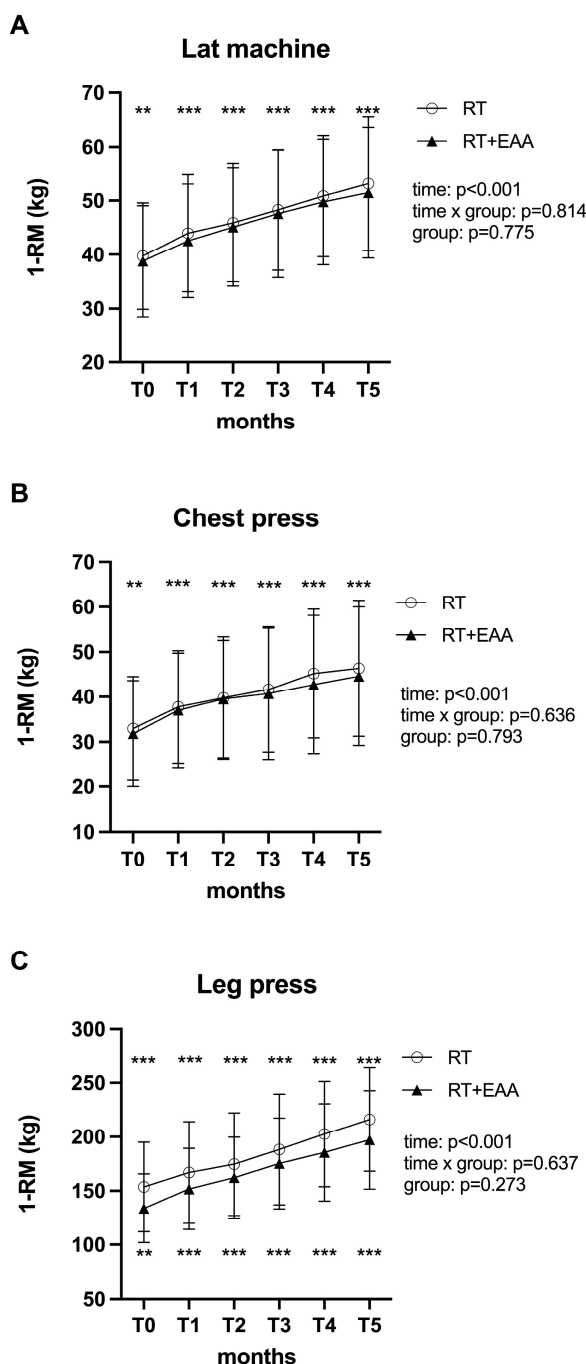 A
Lat machine
70
60
50
40
30
20
1-RM (kg)
** *** *** *** *** ***
RT
RT+EAA
time: p<0.001
time x group: p=0.814
group: p=0.775
T0 T1 T2 T3 T4 T5
months
B
Chest press
70
60
50
40
30
20
10
1-RM (kg)
** *** *** *** *** ***
RT
RT+EAA
time: p<0.001
time x group: p=0.636
group: p=0.793
T0 T1 T2 T3 T4 T5
months
C
Leg press
300
250
200
150
100
50
1-RM (kg)
*** *** *** *** *** ***
RT
RT+EAA
time: p<0.001
time x group: p=0.637
group: p=0.273
** *** *** *** *** ***
T0 T1 T2 T3 T4 T5
months